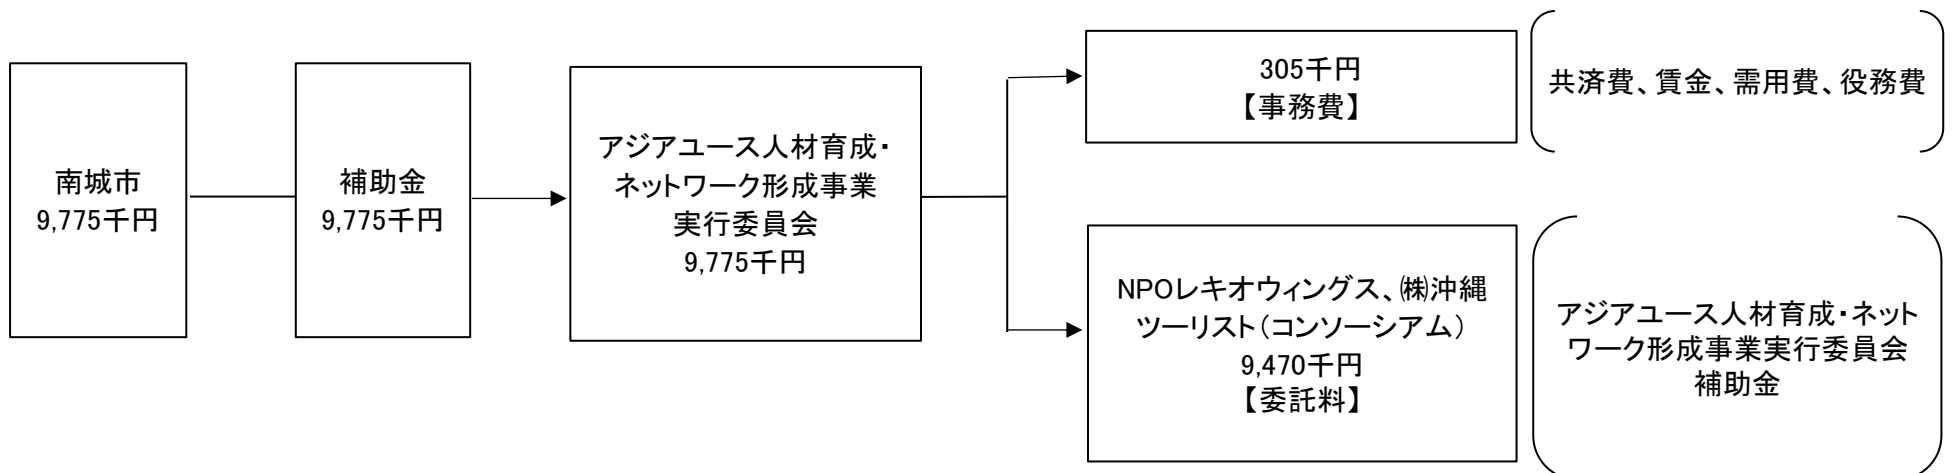 南城市
9,775千円
補助金
9,775千円
アジアユース人材育成・
ネットワーク形成事業
実行委員会
9,775千円
305千円
【事務費】
共済費、賃金、需用費、役務費
NPOレキオウィングス、㈱沖縄
ツーリスト(コンソーシアム)
9,470千円
【委託料】
アジアユース人材育成・ネット
ワーク形成事業実行委員会
補助金